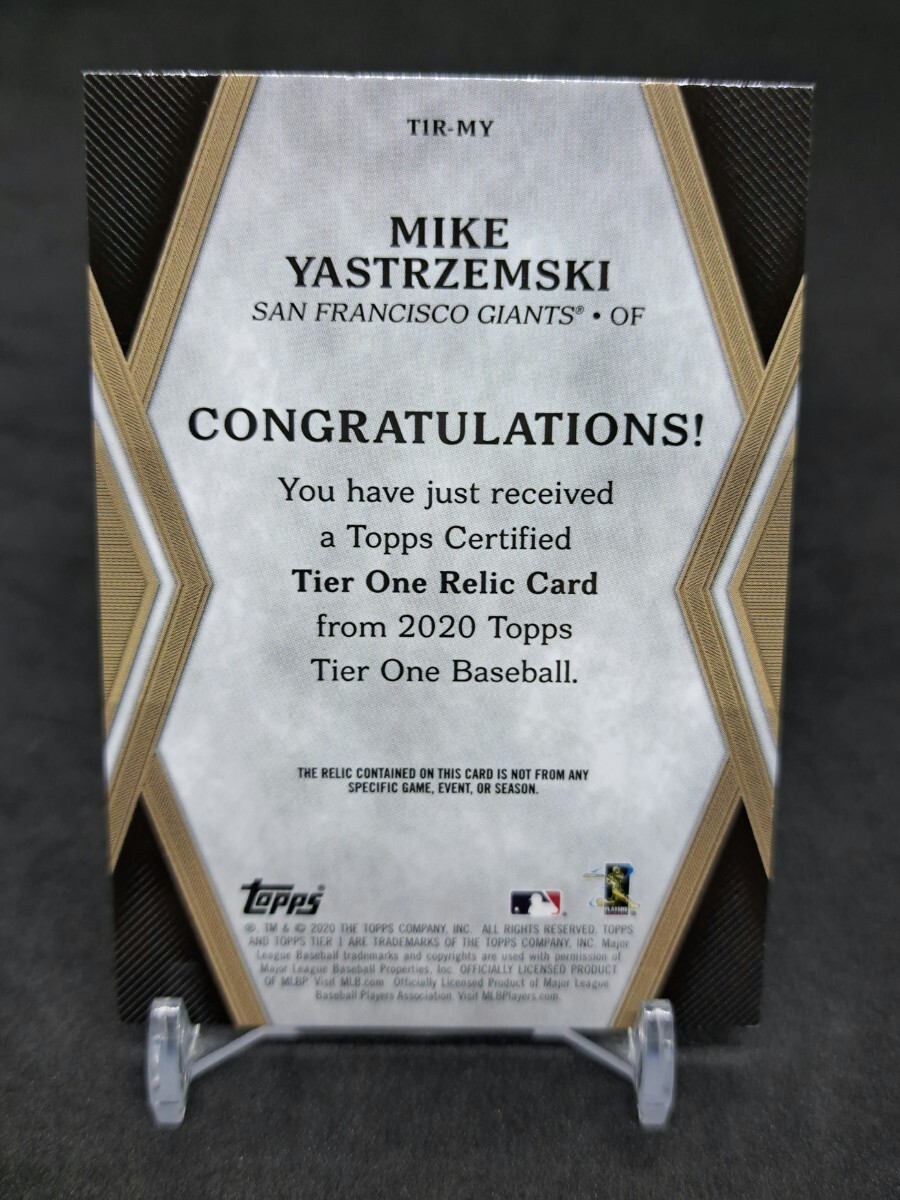 T1R-MY
MIKE
YASTRZEMSKI
SAN FRANCISCO GIANTS® • OF
CONGRATULATIONS!
You have just received
a Topps Certified
Tier One Relic Card
from 2020 Topps
Tier One Baseball.
THE RELIC CONTAINED ON THIS CARD IS NOT FROM ANY
SPECIFIC GAME, EVENT, OR SEASON.
topps®
PLAYERS
®, TM & © 2020 THE TOPPS COMPANY, INC. ALL RIGHTS RESERVED. TOPPS
AND TOPPS TIER 1 ARE TRADEMARKS OF THE TOPPS COMPANY, INC. Major
League Baseball trademarks and copyrights are used with permission of
Major League Baseball Properties, Inc. OFFICIALLY LICENSED PRODUCT
OF MLBP Visit MLB.com Officially Licensed Product of Major League
Baseball Players Association Visit MLBPlayers.com.